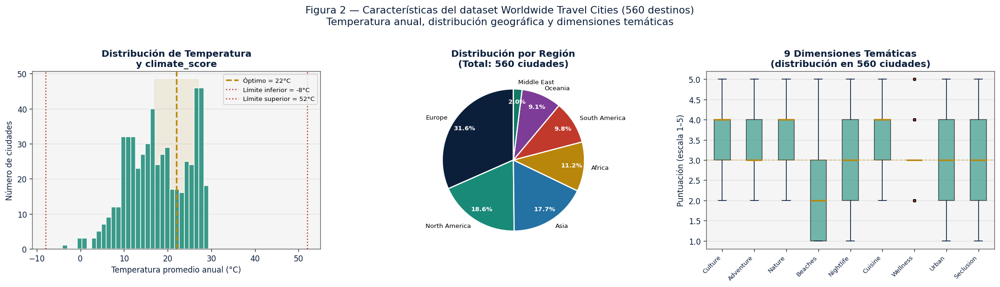 Figura 2 — Características del dataset Worldwide Travel Cities (560 destinos)
Temperatura anual, distribución geográfica y dimensiones temáticas
Distribución de Temperatura
y climate_score
50
40
30
20
10
0
Número de ciudades
Óptimo = 22°C
Límite inferior = -8°C
Límite superior = 52°C
−10
0
10
20
30
40
50
Temperatura promedio anual (°C)
Distribución por Región
(Total: 560 ciudades)
Middle East
Oceania
2.0%
9.1%
Europe
South America
31.6%
9.8%
11.2%
Africa
18.6%
17.7%
North America
Asia
9 Dimensiones Temáticas
(distribución en 560 ciudades)
5.0
4.5
4.0
3.5
3.0
2.5
2.0
1.5
1.0
Puntuación (escala 1–5)
Culture
Adventure
Nature
Beaches
Nightlife
Cuisine
Wellness
Urban
Seclusion